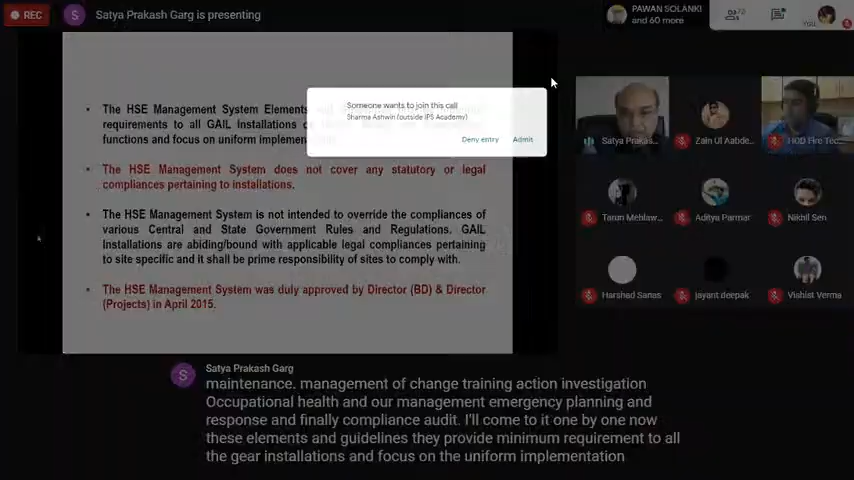 REC
S
Satya Prakash Garg is presenting
PAWAN SOLANKI
and 60 more
72
You
Someone wants to join this call
Sharma Ashwin (outside IPS Academy)
Deny entry
Admit
• The HSE Management System Elements
requirements to all GAIL Installations
functions and focus on uniform
• The HSE Management System does not cover any statutory or legal
compliances pertaining to installations.
• The HSE Management System is not intended to override the compliances of
various Central and State Government Rules and Regulations. GAIL
Installations are abiding/bound with applicable legal compliances pertaining
to site specific and it shall be prime responsibility of sites to comply with.
• The HSE Management System was duly approved by Director (BD) & Director
(Projects) in April 2015.
Satya Prakas...
Zain Ul Aabde...
HOD Fire Tec...
Tarun Mehlaw...
Aditya Parmar
Nikhil Sen
Harshad Sanas
jayant deepak
Vishist Verma
S
Satya Prakash Garg
maintenance. management of change training action investigation
Occupational health and our management emergency planning and
response and finally compliance audit. I'll come to it one by one now
these elements and guidelines they provide minimum requirement to all
the gear installations and focus on the uniform implementation